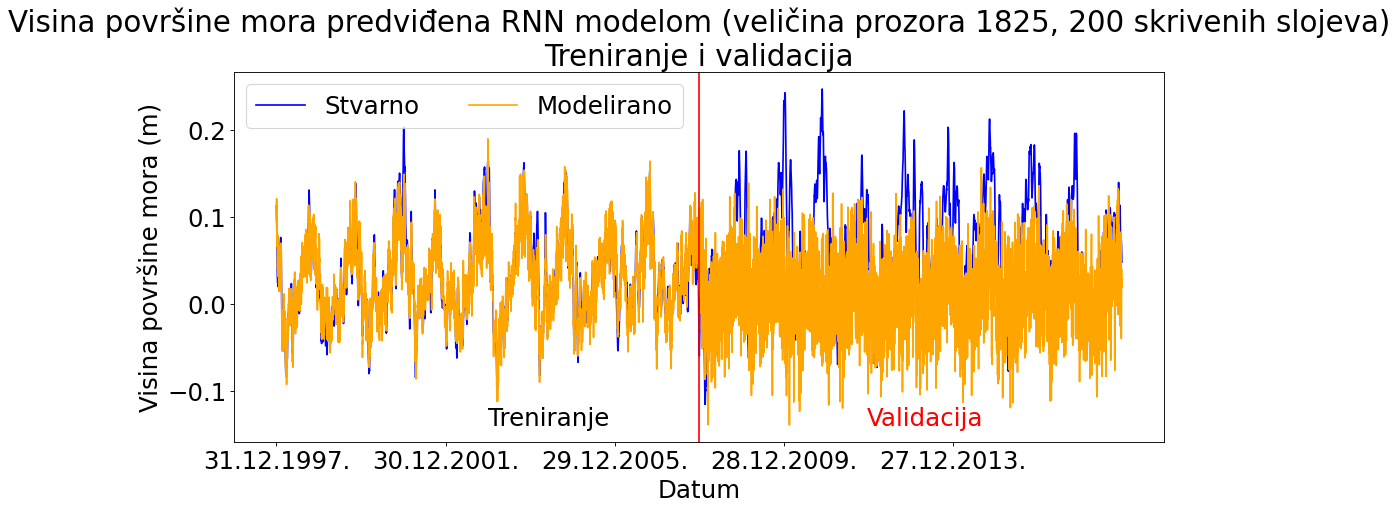 Visina površine mora predviđena RNN modelom (veličina prozora 1825, 200 skrivenih slojeva)
Treniranje i validacija
Stvarno
Modelirano
Visina površine mora (m)
0.2
0.1
0.0
−0.1
Treniranje
Validacija
31.12.1997.
30.12.2001.
29.12.2005.
28.12.2009.
27.12.2013.
Datum